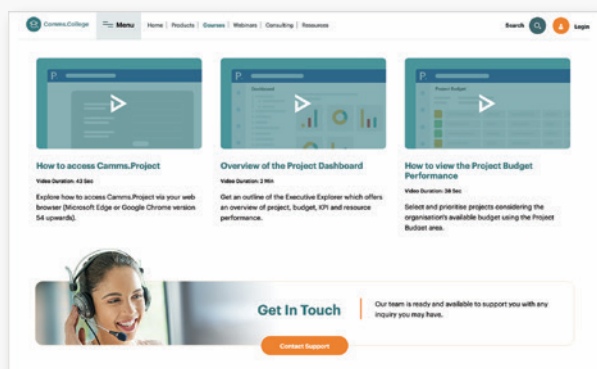 Camms.College
Menu
Home | Products | Courses | Webinars | Consulting | Resources
Search
Login
P.
P.
Dashboard
P.
Project Budget
How to access Camms.Project
Video Duration: 42 Sec
Explore how to access Camms.Project via your web
browser (Microsoft Edge or Google Chrome version
54 upwards).
Overview of the Project Dashboard
Video Duration: 2 Min
Get an outline of the Executive Explorer which offers
an overview of project, budget, KPI and resource
performance.
How to view the Project Budget
Performance
Video Duration: 38 Sec
Select and prioritise projects considering the
organisation's available budget using the Project
Budget area.
Get In Touch
Our team is ready and available to support you with any
inquiry you may have.
Contact Support